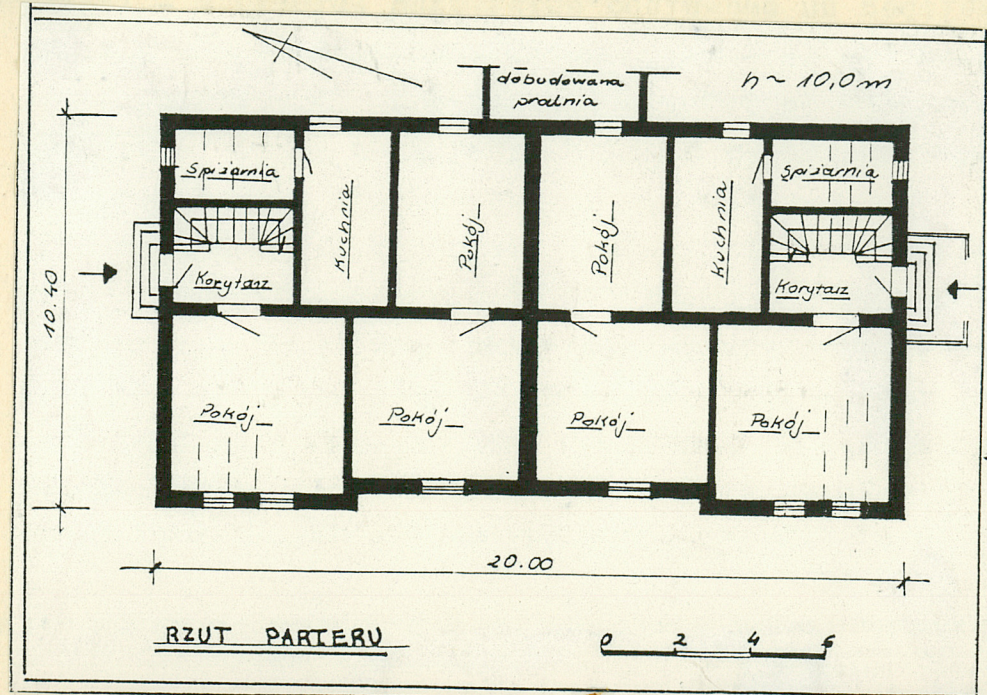 dobudowana
pralnia
h ~ 10,0 m
Spiżarnia
Spiżarnia
Kuchnia
Pokój
Pokój
Kuchnia
Korytarz
Korytarz
10.40
Pokój
Pokój
Pokój
Pokój
20.00
RZUT PARTERU
0 2 4 6